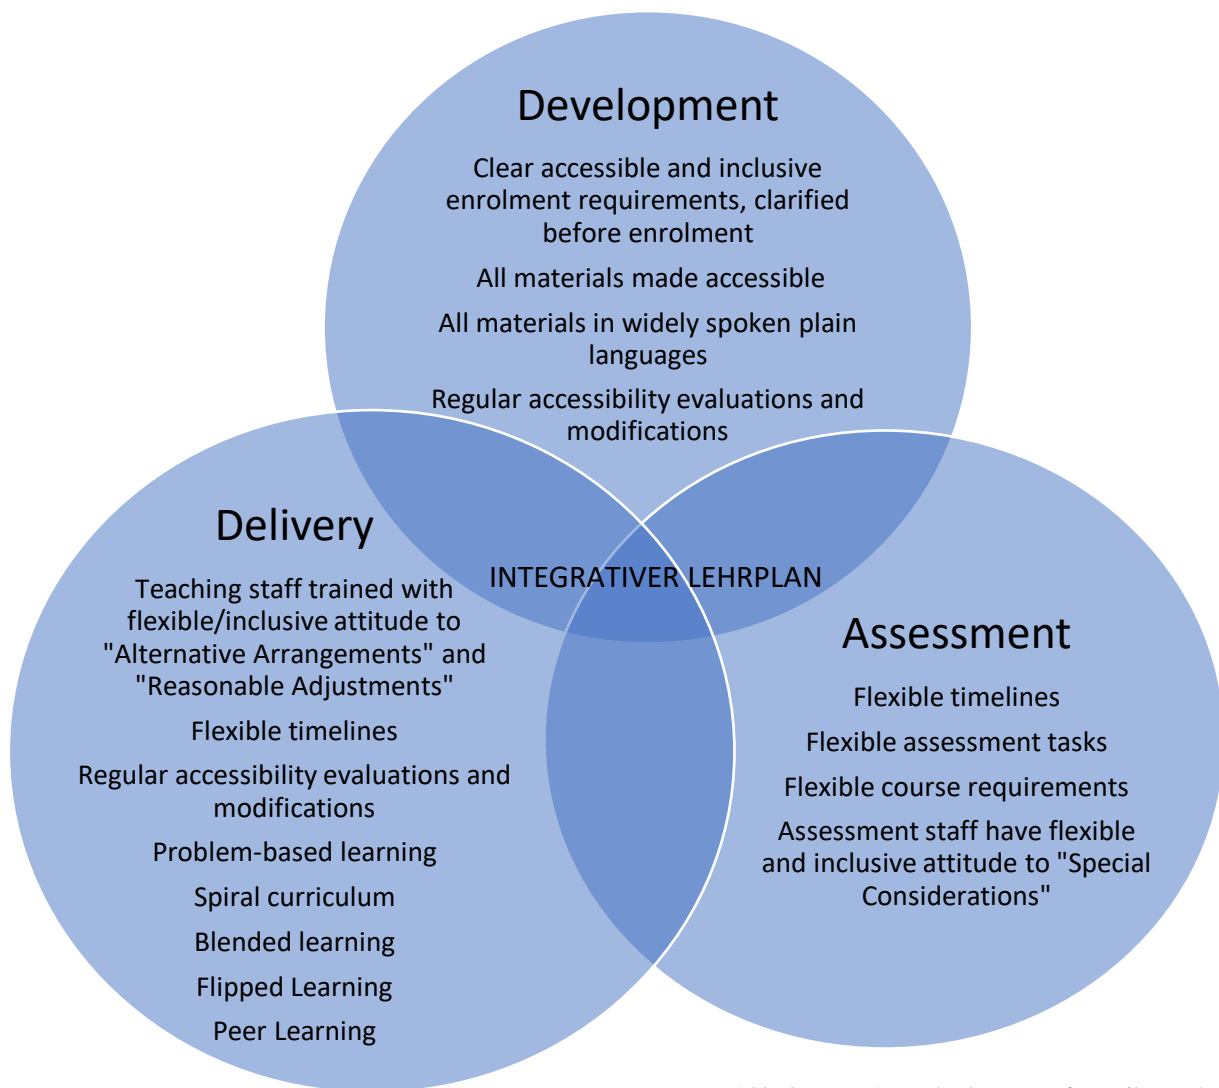 Development
Clear accessible and inclusive
enrolment requirements, clarified
before enrolment
All materials made accessible
All materials in widely spoken plain
languages
Regular accessibility evaluations and
modifications
Delivery
Teaching staff trained with
flexible/inclusive attitude to
"Alternative Arrangements" and
"Reasonable Adjustments"
Flexible timelines
Regular accessibility evaluations and
modifications
Problem-based learning
Spiral curriculum
Blended learning
Flipped Learning
Peer Learning
INTEGRATIVER LEHRPLAN
Assessment
Flexible timelines
Flexible assessment tasks
Flexible course requirements
Assessment staff have flexible
and inclusive attitude to "Special
Considerations"